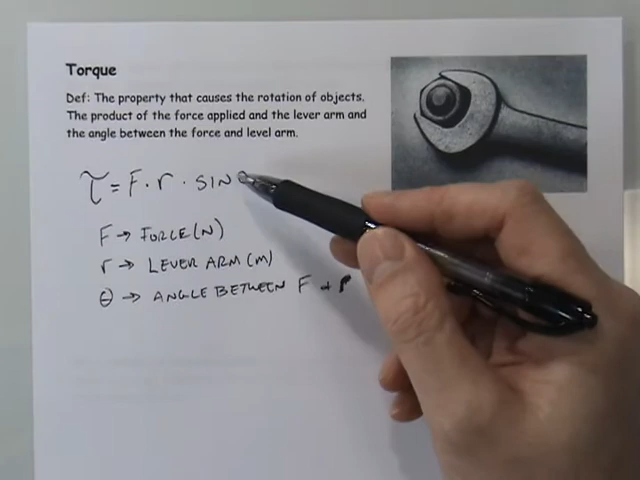 Torque
Def: The property that causes the rotation of objects.
The product of the force applied and the lever arm and
the angle between the force and level arm.
τ = F · r · SIN θ
F → FORCE (N)
r → LEVER ARM (M)
θ → ANGLE BETWEEN F + r